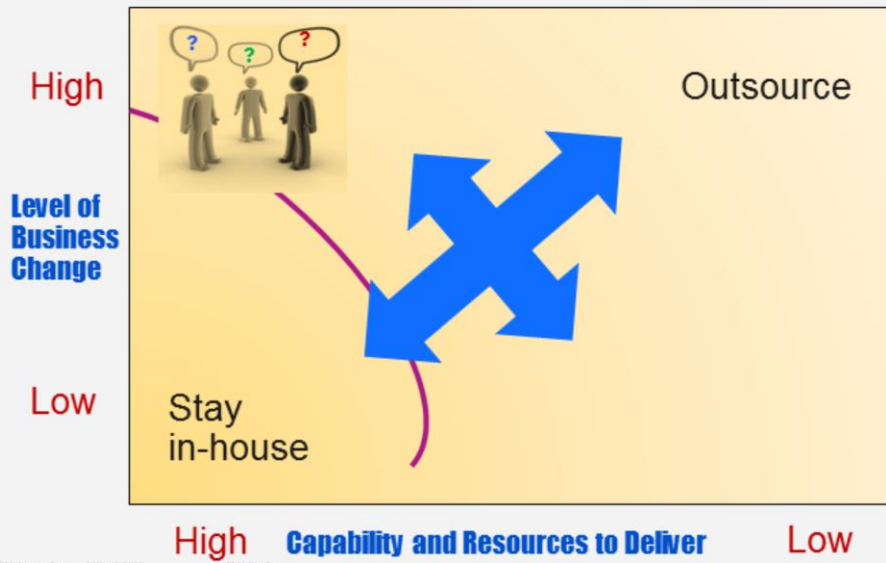 ? ? ?
High
Outsource
Level of
Business
Change
Low
Stay
in-house
High Capability and Resources to Deliver Low